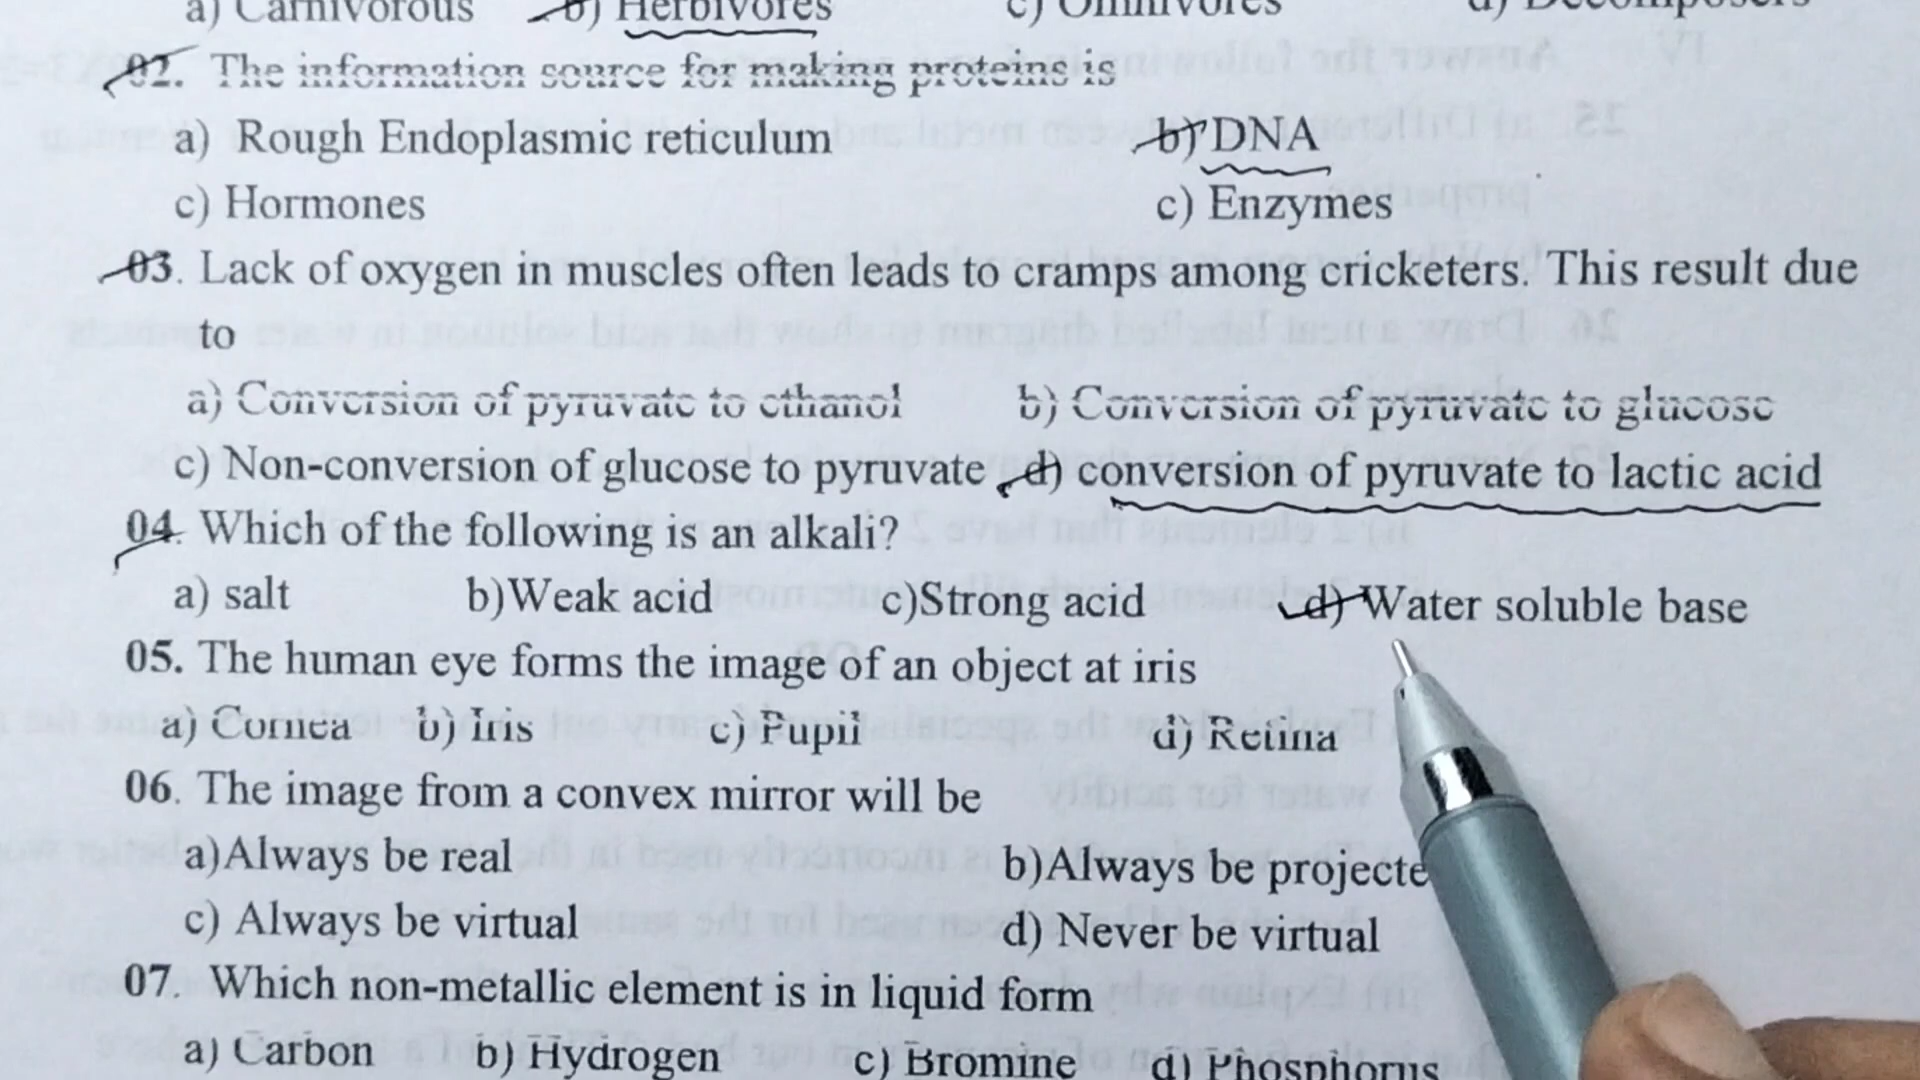 a) Carnivorous b) Herbivores c) Omnivores d) Decomposers
02. The information source for making proteins is
a) Rough Endoplasmic reticulum b) DNA
c) Hormones c) Enzymes
03. Lack of oxygen in muscles often leads to cramps among cricketers. This result due
to
a) Conversion of pyruvate to ethanol b) Conversion of pyruvate to glucose
c) Non-conversion of glucose to pyruvate d) conversion of pyruvate to lactic acid
04. Which of the following is an alkali?
a) salt b)Weak acid c)Strong acid d) Water soluble base
05. The human eye forms the image of an object at iris
a) Cornea b) Iris c) Pupil d) Retina
06. The image from a convex mirror will be
a)Always be real b)Always be projecte
c) Always be virtual d) Never be virtual
07. Which non-metallic element is in liquid form
a) Carbon b) Hydrogen c) Bromine d) Phosphorus